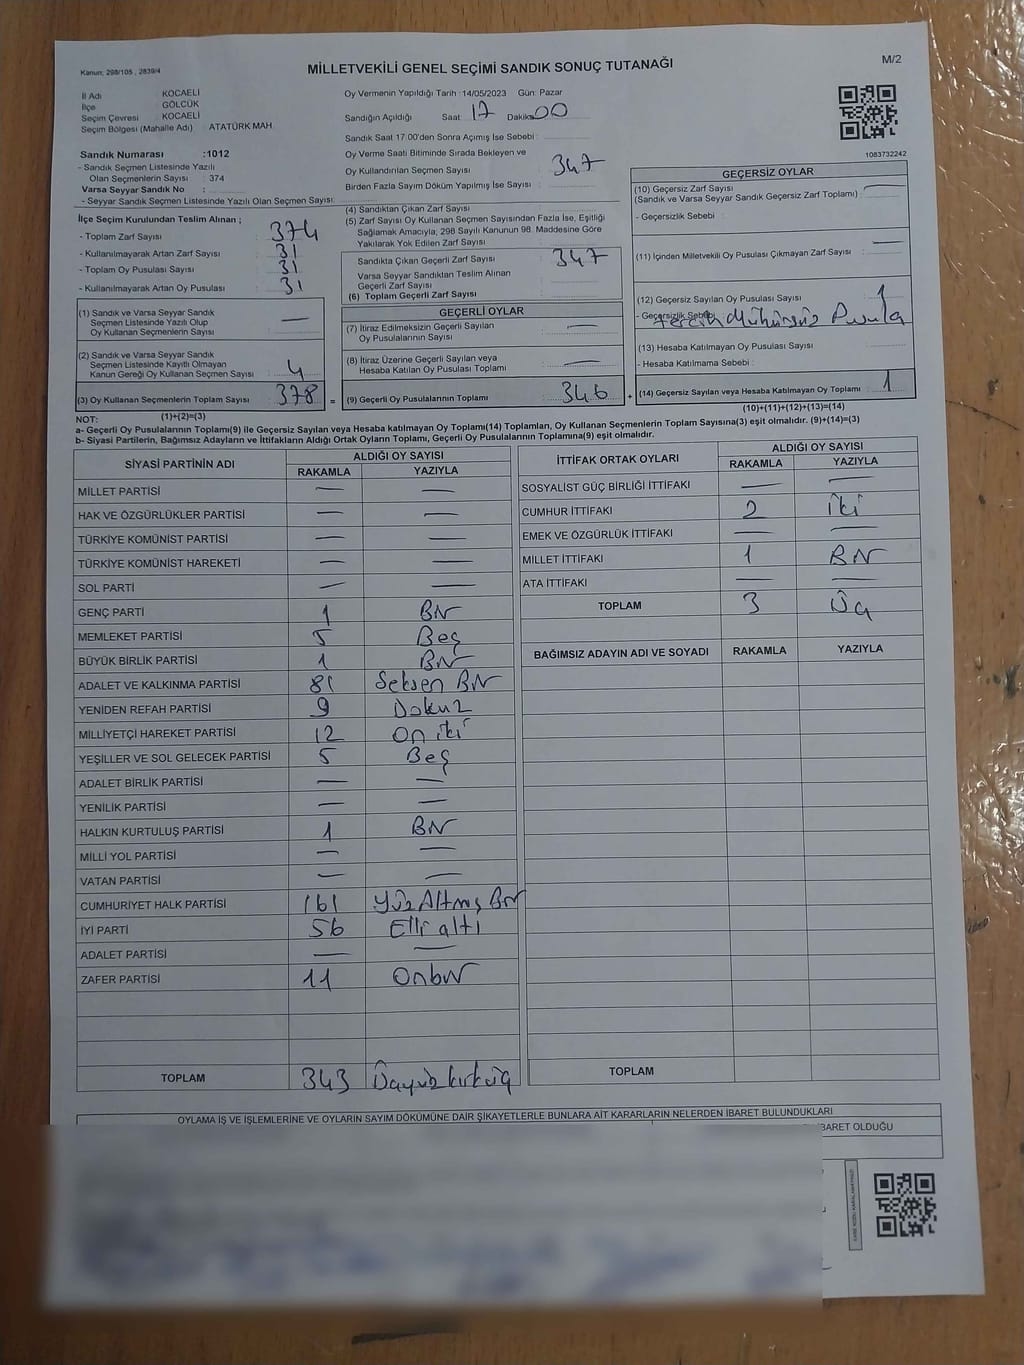 Kanun; 298/105 , 2839/4
MİLLETVEKİLİ GENEL SEÇİMİ SANDIK SONUÇ TUTANAĞI
M/2
İl Adı : KOCAELİ
İlçe : GÖLCÜK
Seçim Çevresi : KOCAELİ
Seçim Bölgesi (Mahalle Adı) ATATÜRK MAH.
Sandık Numarası :1012
- Sandık Seçmen Listesinde Yazılı
Olan Seçmenlerin Sayısı : 374
Varsa Seyyar Sandık No :
- Seyyar Sandık Seçmen Listesinde Yazılı Olan Seçmen Sayısı:
Oy Vermenin Yapıldığı Tarih : 14/05/2023 Gün: Pazar
Sandığın Açıldığı Saat 17 Dakika 00
Sandık Saat 17.00'den Sonra Açımış İse Sebebi :
Oy Verme Saati Bitiminde Sırada Bekleyen ve
Oy Kullandırılan Seçmen Sayısı : 347
Birden Fazla Sayım Döküm Yapılmış İse Sayısı :
1083732242
İlçe Seçim Kurulundan Teslim Alınan ;
- Toplam Zarf Sayısı : 374
- Kullanılmayarak Artan Zarf Sayısı : 31
- Toplam Oy Pusulası Sayısı : 31
- Kullanılmayarak Artan Oy Pusulası : 31
(1) Sandık ve Varsa Seyyar Sandık
Seçmen Listesinde Yazılı Olup
Oy Kullanan Seçmenlerin Sayısı : —
(2) Sandık ve Varsa Seyyar Sandık
Seçmen Listesinde Kayıtlı Olmayan
Kanun Gereği Oy Kullanan Seçmen Sayısı : 4
(3) Oy Kullanan Seçmenlerin Toplam Sayısı : 378 =
(1)+(2)=(3)
(4) Sandıktan Çıkan Zarf Sayısı :
(5) Zarf Sayısı Oy Kullanan Seçmen Sayısından Fazla İse, Eşitliği
Sağlamak Amacıyla; 298 Sayılı Kanunun 98. Maddesine Göre
Yakılarak Yok Edilen Zarf Sayısı :
Sandıkta Çıkan Geçerli Zarf Sayısı : 347
Varsa Seyyar Sandıktan Teslim Alınan
Geçerli Zarf Sayısı :
(6) Toplam Geçerli Zarf Sayısı :
GEÇERLİ OYLAR
(7) İtiraz Edilmeksizin Geçerli Sayılan
Oy Pusulalarının Sayısı : —
(8) İtiraz Üzerine Geçerli Sayılan veya
Hesaba Katılan Oy Pusulası Toplamı : —
(9) Geçerli Oy Pusulalarının Toplamı : 346 +
GEÇERSİZ OYLAR
(10) Geçersiz Zarf Sayısı : —
(Sandık ve Varsa Seyyar Sandık Geçersiz Zarf Toplamı)
- Geçersizlik Sebebi :
(11) İçinden Milletvekili Oy Pusulası Çıkmayan Zarf Sayısı : —
(12) Geçersiz Sayılan Oy Pusulası Sayısı : 1
- Geçersizlik Sebebi : Tercih Mühürsüz Pusula
(13) Hesaba Katılmayan Oy Pusulası Sayısı :
- Hesaba Katılmama Sebebi :
(14) Geçersiz Sayılan veya Hesaba Katılmayan Oy Toplamı : 1
(10)+(11)+(12)+(13)=(14)
NOT:
a- Geçerli Oy Pusulalarının Toplamı(9) ile Geçersiz Sayılan veya Hesaba katılmayan Oy Toplamı(14) Toplamları, Oy Kullanan Seçmenlerin Toplam Sayısına(3) eşit olmalıdır. (9)+(14)=(3)
b- Siyasi Partilerin, Bağımsız Adayların ve İttifakların Aldığı Ortak Oyların Toplamı, Geçerli Oy Pusulalarının Toplamına(9) eşit olmalıdır.
SİYASİ PARTİNİN ADI ALDIĞI OY SAYISI
RAKAMLA YAZIYLA
MİLLET PARTİSİ — —
HAK VE ÖZGÜRLÜKLER PARTİSİ — —
TÜRKİYE KOMÜNİST PARTİSİ — —
TÜRKİYE KOMÜNİST HAREKETİ — —
SOL PARTİ — —
GENÇ PARTİ 1 Bir
MEMLEKET PARTİSİ 5 Beş
BÜYÜK BİRLİK PARTİSİ 1 Bir
ADALET VE KALKINMA PARTİSİ 81 Seksen Bir
YENİDEN REFAH PARTİSİ 9 Dokuz
MİLLİYETÇİ HAREKET PARTİSİ 12 On iki
YEŞİLLER VE SOL GELECEK PARTİSİ 5 Beş
ADALET BİRLİK PARTİSİ — —
YENİLİK PARTİSİ — —
HALKIN KURTULUŞ PARTİSİ 1 Bir
MİLLİ YOL PARTİSİ — —
VATAN PARTİSİ — —
CUMHURİYET HALK PARTİSİ 161 Yüz Altmış Bir
İYİ PARTİ 56 Elli altı
ADALET PARTİSİ — —
ZAFER PARTİSİ 11 Onbir
TOPLAM 343 Üçyüzkırküç
İTTİFAK ORTAK OYLARI ALDIĞI OY SAYISI
RAKAMLA YAZIYLA
SOSYALİST GÜÇ BİRLİĞİ İTTİFAKI — —
CUMHUR İTTİFAKI 2 İki
EMEK VE ÖZGÜRLÜK İTTİFAKI — —
MİLLET İTTİFAKI 1 Bir
ATA İTTİFAKI — —
TOPLAM 3 Üç
BAĞIMSIZ ADAYIN ADI VE SOYADI RAKAMLA YAZIYLA
TOPLAM
OYLAMA İŞ VE İŞLEMLERİNE VE OYLARIN SAYIM DÖKÜMÜNE DAİR ŞİKAYETLERLE BUNLARA AİT KARARLARIN NELERDEN İBARET BULUNDUKLARI
İBARET OLDUĞU